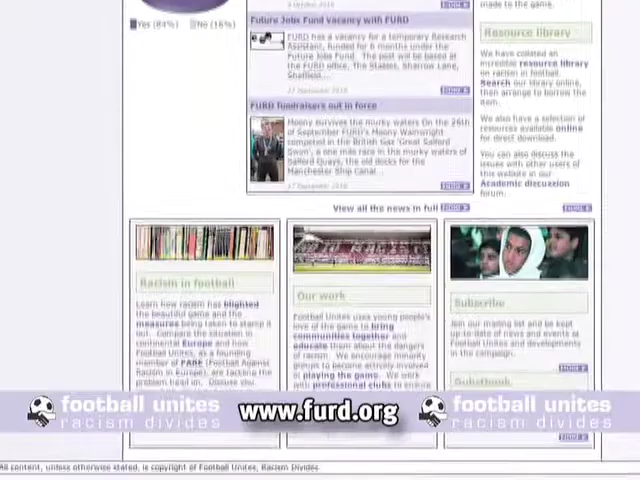 made to the game.
Yes (84%) No (16%)
Future Jobs Fund vacancy with FURD
FURD has a vacancy for a temporary Research
Assistant, funded for 6 months under the
Future Jobs Fund. The post will be based at
the FURD office, The Stables, Sharrow Lane,
Sheffield...
FURD fundraisers out in force
Moony survives the murky waters On the 26th
of September FURD's Moony Wainwright
competed in the British Gas 'Great Salford
Swim', a one mile race in the murky waters of
Salford Quays, the old docks for the
Manchester Ship Canal...
View all the news in full
Resource library
We have collated an
incredible resource library
on racism in football.
Search our library online,
then arrange to borrow the
item.
We also have a selection of
resources available online
for direct download.
You can also discuss the
issues with other users of
this website in our
Academic discussion
forum.
Racism in football
Learn how racism has blighted
the beautiful game and the
measures being taken to stamp it
out. Compare the situation in
continental Europe and how
Football Unites, as a founding
member of FARE (Football Against
Racism in Europe), are tackling the
problem head on. Discuss
Our work
Football Unites uses young people's
love of the game to bring
communities together and
educate them about the dangers
of racism. We encourage minority
groups to become actively involved
in playing the game. We work
with professional clubs to ensure
Subscribe
Join our mailing list and be kept
up-to-date of news and events at
Football Unites and developments
in the campaign.
Guestbook
football unites
racism divides
www.furd.org
football unites
racism divides
All content, unless otherwise stated, is copyright of Football Unites, Racism Divides